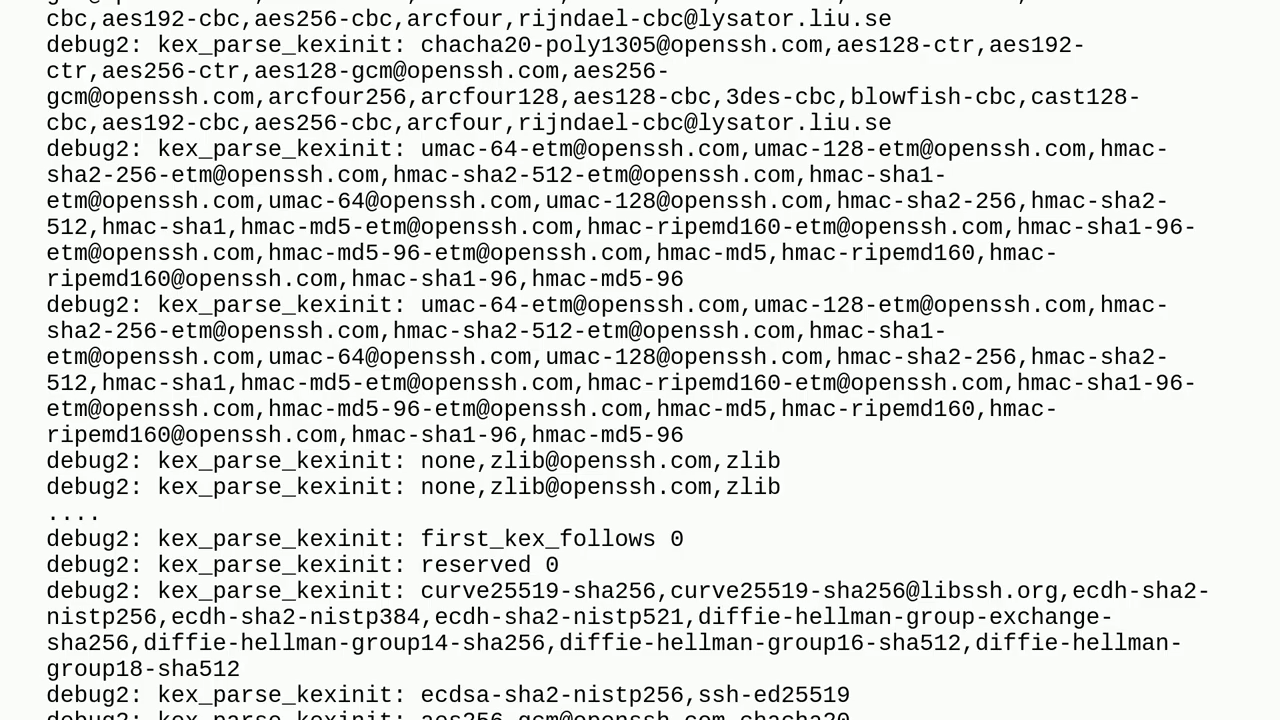 cbc,aes192-cbc,aes256-cbc,arcfour,rijndael-cbc@lysator.liu.se
debug2: kex_parse_kexinit: chacha20-poly1305@openssh.com,aes128-ctr,aes192-
ctr,aes256-ctr,aes128-gcm@openssh.com,aes256-
gcm@openssh.com,arcfour256,arcfour128,aes128-cbc,3des-cbc,blowfish-cbc,cast128-
cbc,aes192-cbc,aes256-cbc,arcfour,rijndael-cbc@lysator.liu.se
debug2: kex_parse_kexinit: umac-64-etm@openssh.com,umac-128-etm@openssh.com,hmac-
sha2-256-etm@openssh.com,hmac-sha2-512-etm@openssh.com,hmac-sha1-
etm@openssh.com,umac-64@openssh.com,umac-128@openssh.com,hmac-sha2-256,hmac-sha2-
512,hmac-sha1,hmac-md5-etm@openssh.com,hmac-ripemd160-etm@openssh.com,hmac-sha1-96-
etm@openssh.com,hmac-md5-96-etm@openssh.com,hmac-md5,hmac-ripemd160,hmac-
ripemd160@openssh.com,hmac-sha1-96,hmac-md5-96
debug2: kex_parse_kexinit: umac-64-etm@openssh.com,umac-128-etm@openssh.com,hmac-
sha2-256-etm@openssh.com,hmac-sha2-512-etm@openssh.com,hmac-sha1-
etm@openssh.com,umac-64@openssh.com,umac-128@openssh.com,hmac-sha2-256,hmac-sha2-
512,hmac-sha1,hmac-md5-etm@openssh.com,hmac-ripemd160-etm@openssh.com,hmac-sha1-96-
etm@openssh.com,hmac-md5-96-etm@openssh.com,hmac-md5,hmac-ripemd160,hmac-
ripemd160@openssh.com,hmac-sha1-96,hmac-md5-96
debug2: kex_parse_kexinit: none,zlib@openssh.com,zlib
debug2: kex_parse_kexinit: none,zlib@openssh.com,zlib
....
debug2: kex_parse_kexinit: first_kex_follows 0
debug2: kex_parse_kexinit: reserved 0
debug2: kex_parse_kexinit: curve25519-sha256,curve25519-sha256@libssh.org,ecdh-sha2-
nistp256,ecdh-sha2-nistp384,ecdh-sha2-nistp521,diffie-hellman-group-exchange-
sha256,diffie-hellman-group14-sha256,diffie-hellman-group16-sha512,diffie-hellman-
group18-sha512
debug2: kex_parse_kexinit: ecdsa-sha2-nistp256,ssh-ed25519
debug2: kex_parse_kexinit: aes256-gcm@openssh.com,chacha20-